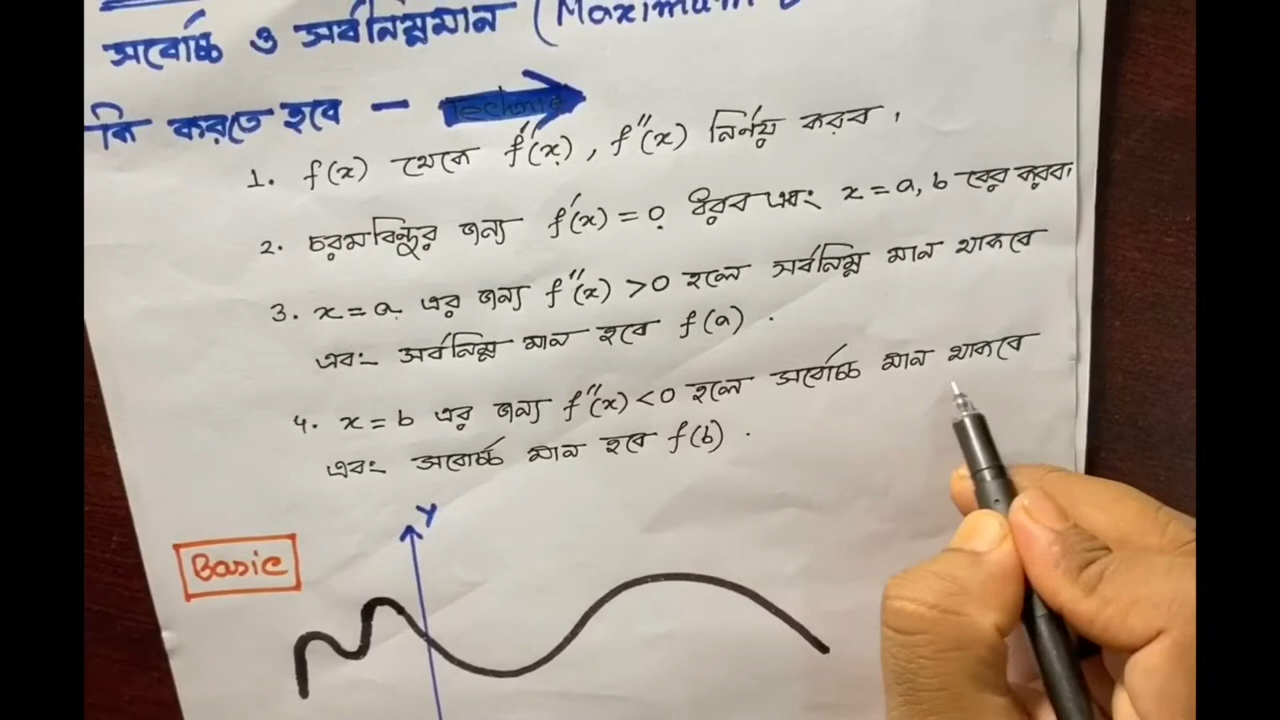 সর্বোচ্চ ও সর্বনিম্নমান (Maximum
কি করতে হবে – Technic
1. f(x) থেকে f'(x), f''(x) নির্ণয় করব,
2. চরমবিন্দুর জন্য f'(x) = 0 ধরব এবং x = a, b বের করব।
3. x = a এর জন্য f''(x) >0 হলে সর্বনিম্ন মান থাকবে
এবং সর্বনিম্ন মান হবে f(a) .
4. x = b এর জন্য f''(x) <0 হলে সর্বোচ্চ মান থাকবে
এবং সর্বোচ্চ মান হবে f(b) .
Y
Basic